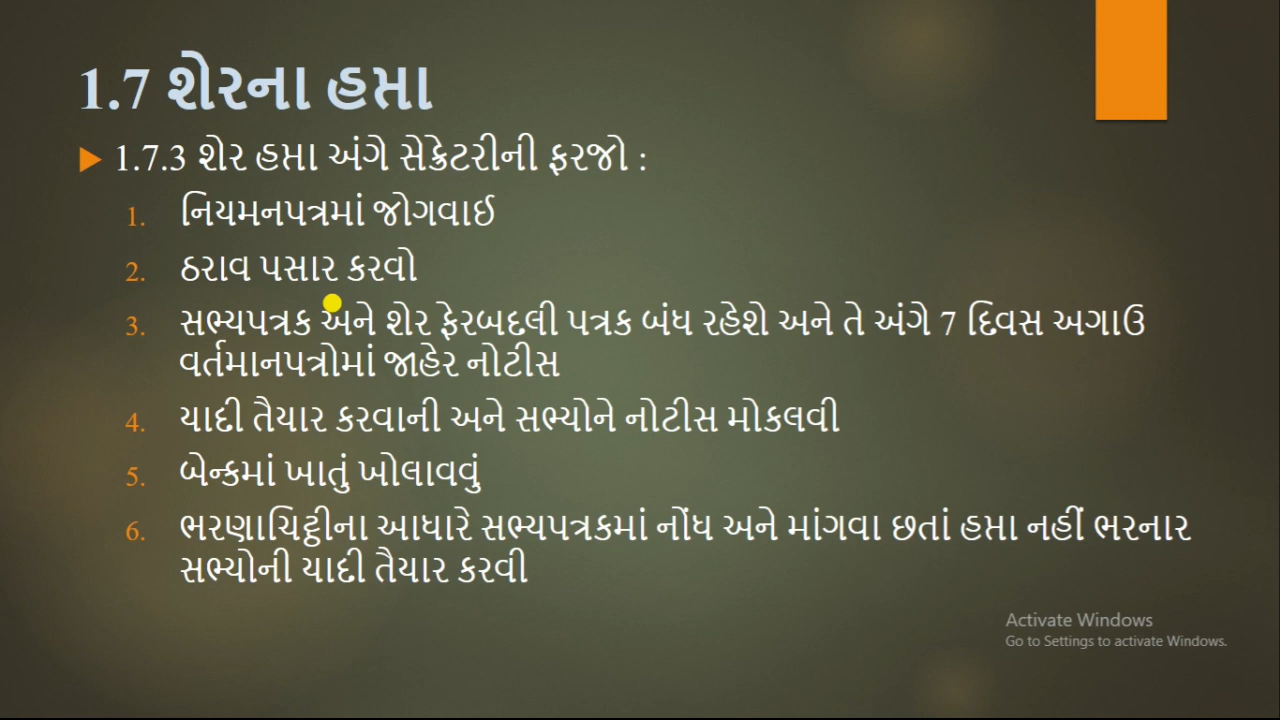 1.7 શેરના હપ્તા
1.7.3 શેર હપ્તા અંગે સેક્રેટરીની ફરજો :
1. નિયમનપત્રમાં જોગવાઈ
2. ઠરાવ પસાર કરવો
3. સભ્યપત્રક અને શેર ફેરબદલી પત્રક બંધ રહેશે અને તે અંગે 7 દિવસ અગાઉ
વર્તમાનપત્રોમાં જાહેર નોટીસ
4. યાદી તૈયાર કરવાની અને સભ્યોને નોટીસ મોકલવી
5. બેન્કમાં ખાતું ખોલાવવું
6. ભરણાચિઠ્ઠીના આધારે સભ્યપત્રકમાં નોંધ અને માંગવા છતાં હપ્તા નહીં ભરનાર
સભ્યોની યાદી તૈયાર કરવી
Activate Windows
Go to Settings to activate Windows.